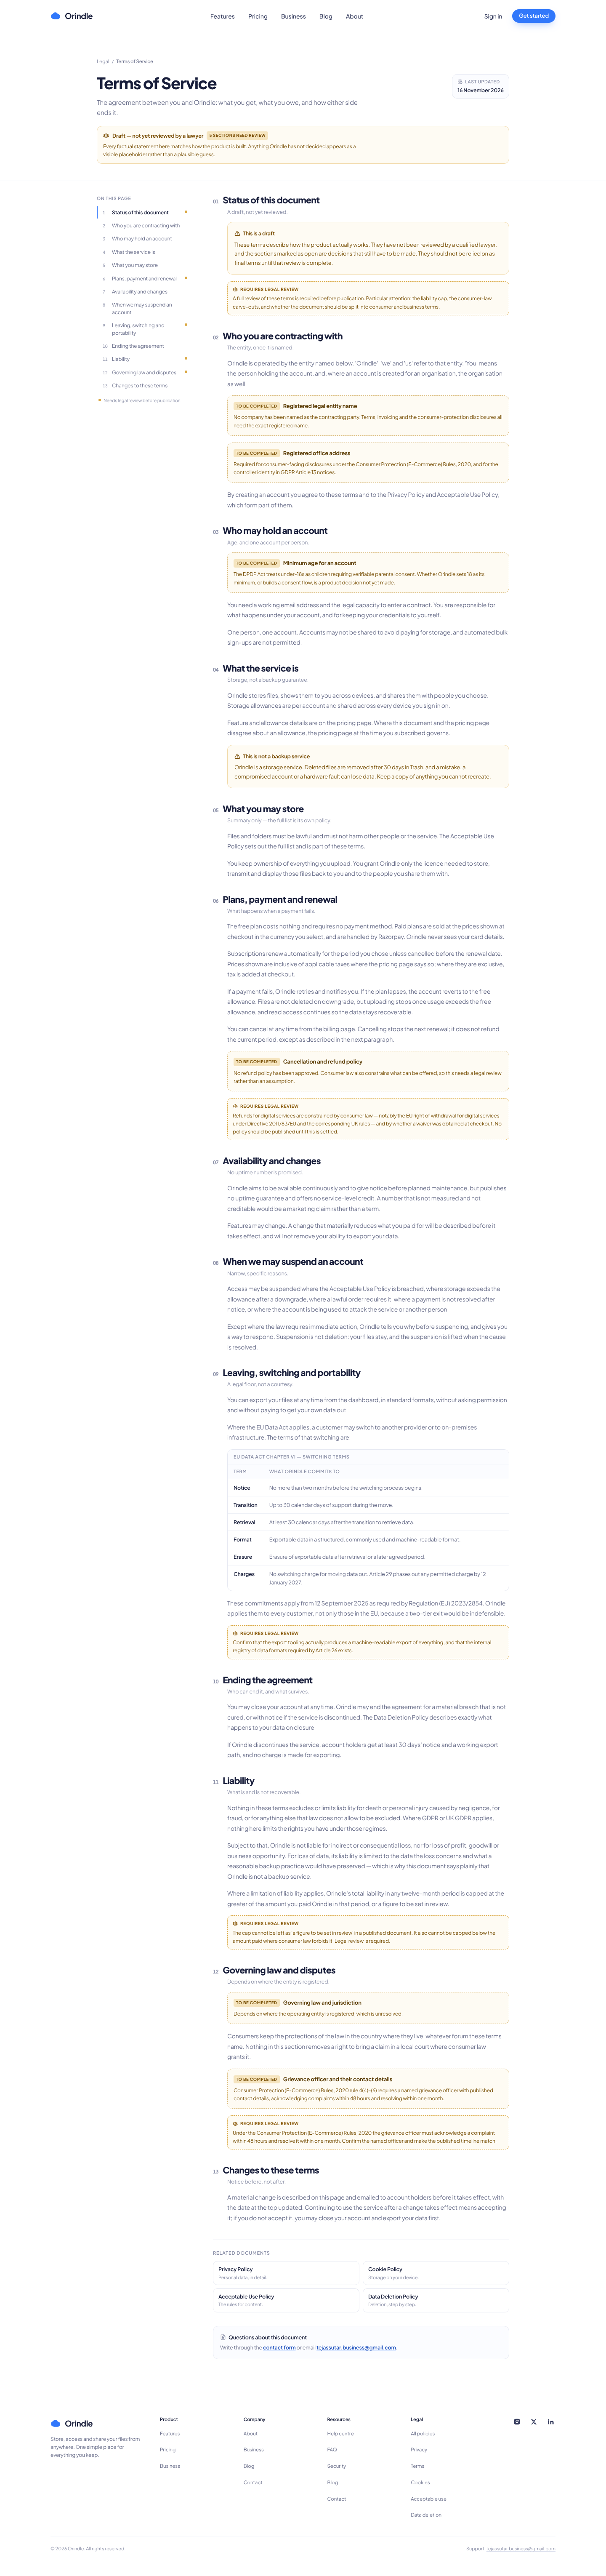 Orindle
Features Pricing Business Blog About
Sign in Get started
Legal / Terms of Service
Terms of Service
The agreement between you and Orindle: what you get, what you owe, and how either side
ends it.
LAST UPDATED
16 November 2026
Draft — not yet reviewed by a lawyer 5 SECTIONS NEED REVIEW
Every factual statement here matches how the product is built. Anything Orindle has not decided appears as a
visible placeholder rather than a plausible guess.
ON THIS PAGE
1 Status of this document
2 Who you are contracting with
3 Who may hold an account
4 What the service is
5 What you may store
6 Plans, payment and renewal
7 Availability and changes
8 When we may suspend an
account
9 Leaving, switching and
portability
10 Ending the agreement
11 Liability
12 Governing law and disputes
13 Changes to these terms
Needs legal review before publication
01 Status of this document
A draft, not yet reviewed.
This is a draft
These terms describe how the product actually works. They have not been reviewed by a qualified lawyer,
and the sections marked as open are decisions that still have to be made. They should not be relied on as
final terms until that review is complete.
REQUIRES LEGAL REVIEW
A full review of these terms is required before publication. Particular attention: the liability cap, the consumer-law
carve-outs, and whether the document should be split into consumer and business terms.
02 Who you are contracting with
The entity, once it is named.
Orindle is operated by the entity named below. 'Orindle', 'we' and 'us' refer to that entity. 'You' means
the person holding the account, and, where an account is created for an organisation, the organisation
as well.
TO BE COMPLETED Registered legal entity name
No company has been named as the contracting party. Terms, invoicing and the consumer-protection disclosures all
need the exact registered name.
TO BE COMPLETED Registered office address
Required for consumer-facing disclosures under the Consumer Protection (E-Commerce) Rules, 2020, and for the
controller identity in GDPR Article 13 notices.
By creating an account you agree to these terms and to the Privacy Policy and Acceptable Use Policy,
which form part of them.
03 Who may hold an account
Age, and one account per person.
TO BE COMPLETED Minimum age for an account
The DPDP Act treats under-18s as children requiring verifiable parental consent. Whether Orindle sets 18 as its
minimum, or builds a consent flow, is a product decision not yet made.
You need a working email address and the legal capacity to enter a contract. You are responsible for
what happens under your account, and for keeping your credentials to yourself.
One person, one account. Accounts may not be shared to avoid paying for storage, and automated bulk
sign-ups are not permitted.
04 What the service is
Storage, not a backup guarantee.
Orindle stores files, shows them to you across devices, and shares them with people you choose.
Storage allowances are per account and shared across every device you sign in on.
Feature and allowance details are on the pricing page. Where this document and the pricing page
disagree about an allowance, the pricing page at the time you subscribed governs.
This is not a backup service
Orindle is a storage service. Deleted files are removed after 30 days in Trash, and a mistake, a
compromised account or a hardware fault can lose data. Keep a copy of anything you cannot recreate.
05 What you may store
Summary only — the full list is its own policy.
Files and folders must be lawful and must not harm other people or the service. The Acceptable Use
Policy sets out the full list and is part of these terms.
You keep ownership of everything you upload. You grant Orindle only the licence needed to store,
transmit and display those files back to you and to the people you share them with.
06 Plans, payment and renewal
What happens when a payment fails.
The free plan costs nothing and requires no payment method. Paid plans are sold at the prices shown at
checkout in the currency you select, and are handled by Razorpay. Orindle never sees your card details.
Subscriptions renew automatically for the period you chose unless cancelled before the renewal date.
Prices shown are inclusive of applicable taxes where the pricing page says so; where they are exclusive,
tax is added at checkout.
If a payment fails, Orindle retries and notifies you. If the plan lapses, the account reverts to the free
allowance. Files are not deleted on downgrade, but uploading stops once usage exceeds the free
allowance, and read access continues so the data stays recoverable.
You can cancel at any time from the billing page. Cancelling stops the next renewal; it does not refund
the current period, except as described in the next paragraph.
TO BE COMPLETED Cancellation and refund policy
No refund policy has been approved. Consumer law also constrains what can be offered, so this needs a legal review
rather than an assumption.
REQUIRES LEGAL REVIEW
Refunds for digital services are constrained by consumer law — notably the EU right of withdrawal for digital services
under Directive 2011/83/EU and the corresponding UK rules — and by whether a waiver was obtained at checkout. No
policy should be published until this is settled.
07 Availability and changes
No uptime number is promised.
Orindle aims to be available continuously and to give notice before planned maintenance, but publishes
no uptime guarantee and offers no service-level credit. A number that is not measured and not
creditable would be a marketing claim rather than a term.
Features may change. A change that materially reduces what you paid for will be described before it
takes effect, and will not remove your ability to export your data.
08 When we may suspend an account
Narrow, specific reasons.
Access may be suspended where the Acceptable Use Policy is breached, where storage exceeds the
allowance after a downgrade, where a lawful order requires it, where a payment is not resolved after
notice, or where the account is being used to attack the service or another person.
Except where the law requires immediate action, Orindle tells you why before suspending, and gives you
a way to respond. Suspension is not deletion: your files stay, and the suspension is lifted when the cause
is resolved.
09 Leaving, switching and portability
A legal floor, not a courtesy.
You can export your files at any time from the dashboard, in standard formats, without asking permission
and without paying to get your own data out.
Where the EU Data Act applies, a customer may switch to another provider or to on-premises
infrastructure. The terms of that switching are:
EU DATA ACT CHAPTER VI — SWITCHING TERMS
TERM WHAT ORINDLE COMMITS TO
Notice No more than two months before the switching process begins.
Transition Up to 30 calendar days of support during the move.
Retrieval At least 30 calendar days after the transition to retrieve data.
Format Exportable data in a structured, commonly used and machine-readable format.
Erasure Erasure of exportable data after retrieval or a later agreed period.
Charges No switching charge for moving data out. Article 29 phases out any permitted charge by 12
January 2027.
These commitments apply from 12 September 2025 as required by Regulation (EU) 2023/2854. Orindle
applies them to every customer, not only those in the EU, because a two-tier exit would be indefensible.
REQUIRES LEGAL REVIEW
Confirm that the export tooling actually produces a machine-readable export of everything, and that the internal
registry of data formats required by Article 26 exists.
10 Ending the agreement
Who can end it, and what survives.
You may close your account at any time. Orindle may end the agreement for a material breach that is not
cured, or with notice if the service is discontinued. The Data Deletion Policy describes exactly what
happens to your data on closure.
If Orindle discontinues the service, account holders get at least 30 days' notice and a working export
path, and no charge is made for exporting.
11 Liability
What is and is not recoverable.
Nothing in these terms excludes or limits liability for death or personal injury caused by negligence, for
fraud, or for anything else that law does not allow to be excluded. Where GDPR or UK GDPR applies,
nothing here limits the rights you have under those regimes.
Subject to that, Orindle is not liable for indirect or consequential loss, nor for loss of profit, goodwill or
business opportunity. For loss of data, its liability is limited to the data the loss concerns and what a
reasonable backup practice would have preserved — which is why this document says plainly that
Orindle is not a backup service.
Where a limitation of liability applies, Orindle's total liability in any twelve-month period is capped at the
greater of the amount you paid Orindle in that period, or a figure to be set in review.
REQUIRES LEGAL REVIEW
The cap cannot be left as 'a figure to be set in review' in a published document. It also cannot be capped below the
amount paid where consumer law forbids it. Legal review is required.
12 Governing law and disputes
Depends on where the entity is registered.
TO BE COMPLETED Governing law and jurisdiction
Depends on where the operating entity is registered, which is unresolved.
Consumers keep the protections of the law in the country where they live, whatever forum these terms
name. Nothing in this section removes a right to bring a claim in a local court where consumer law
grants it.
TO BE COMPLETED Grievance officer and their contact details
Consumer Protection (E-Commerce) Rules, 2020 rule 4(4)-(6) requires a named grievance officer with published
contact details, acknowledging complaints within 48 hours and resolving within one month.
REQUIRES LEGAL REVIEW
Under the Consumer Protection (E-Commerce) Rules, 2020 the grievance officer must acknowledge a complaint
within 48 hours and resolve it within one month. Confirm the named officer and make the published timeline match.
13 Changes to these terms
Notice before, not after.
A material change is described on this page and emailed to account holders before it takes effect, with
the date at the top updated. Continuing to use the service after a change takes effect means accepting
it; if you do not accept it, you may close your account and export your data first.
RELATED DOCUMENTS
Privacy Policy
Personal data, in detail.
Cookie Policy
Storage on your device.
Acceptable Use Policy
The rules for content.
Data Deletion Policy
Deletion, step by step.
Questions about this document
Write through the contact form or email tejassutar.business@gmail.com
Orindle
Store, access and share your files from
anywhere. One simple place for
everything you keep.
Product
Features
Pricing
Business
Company
About
Business
Blog
Contact
Resources
Help centre
FAQ
Security
Blog
Contact
Legal
All policies
Privacy
Terms
Cookies
Acceptable use
Data deletion
© 2026 Orindle. All rights reserved.
Support: tejassutar.business@gmail.com